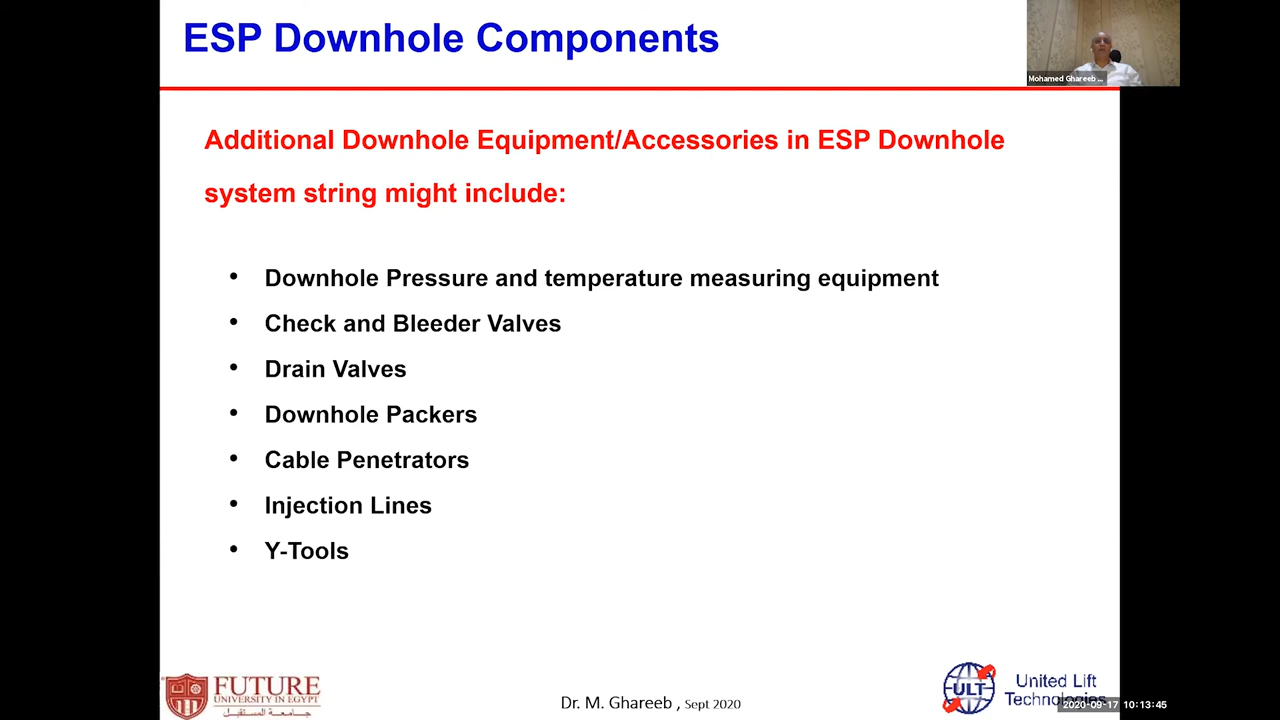 ESP Downhole Components
Mohamed Ghareeb ...
Additional Downhole Equipment/Accessories in ESP Downhole
system string might include:
• Downhole Pressure and temperature measuring equipment
• Check and Bleeder Valves
• Drain Valves
• Downhole Packers
• Cable Penetrators
• Injection Lines
• Y-Tools
FUTURE
UNIVERSITY IN EGYPT
جامعة المستقبل
Dr. M. Ghareeb , Sept 2020
ULT
United Lift
Technologies
2020-09-17 10:13:45